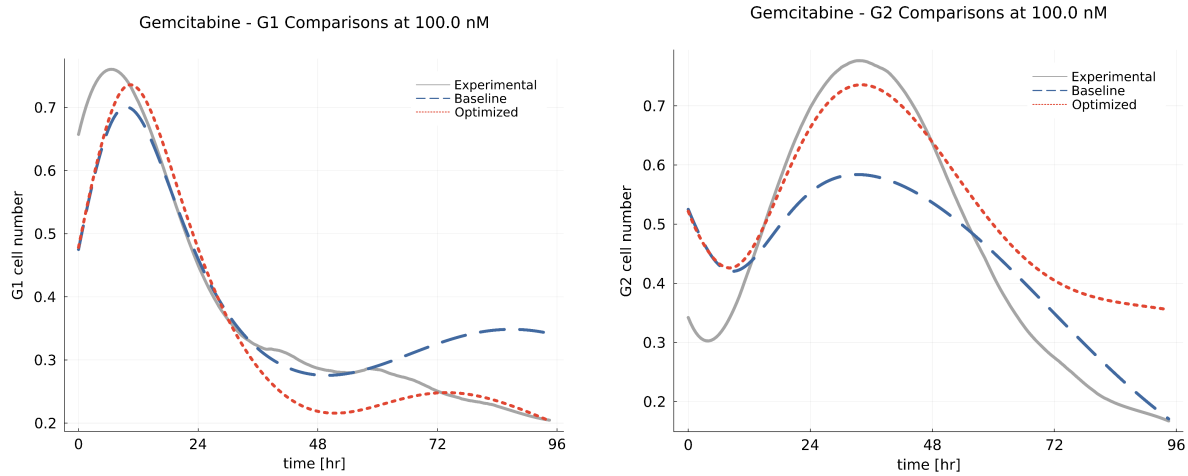 Gemcitabine - G1 Comparisons at 100.0 nM
G1 cell number
0.7
0.6
0.5
0.4
0.3
0.2
0
24
48
72
96
time [hr]
Experimental
Baseline
Optimized
Gemcitabine - G2 Comparisons at 100.0 nM
G2 cell number
0.7
0.6
0.5
0.4
0.3
0.2
0
24
48
72
96
time [hr]
Experimental
Baseline
Optimized